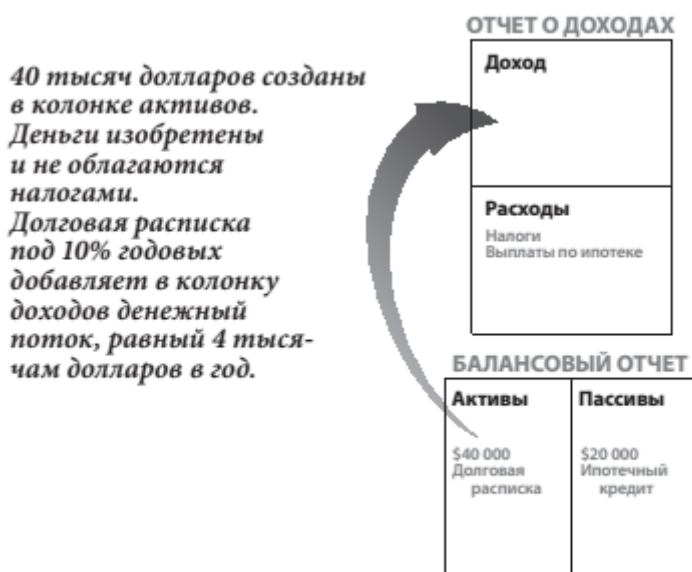 40 тысяч долларов созданы
в колонке активов.
Деньги изобретены
и не облагаются
налогами.
Долговая расписка
под 10% годовых
добавляет в колонку
доходов денежный
поток, равный 4 тыся-
чам долларов в год.
ОТЧЕТ О ДОХОДАХ
Доход
Расходы
Налоги
Выплаты по ипотеке
БАЛАНСОВЫЙ ОТЧЕТ
Активы
$40 000
Долговая
расписка
Пассивы
$20 000
Ипотечный
кредит